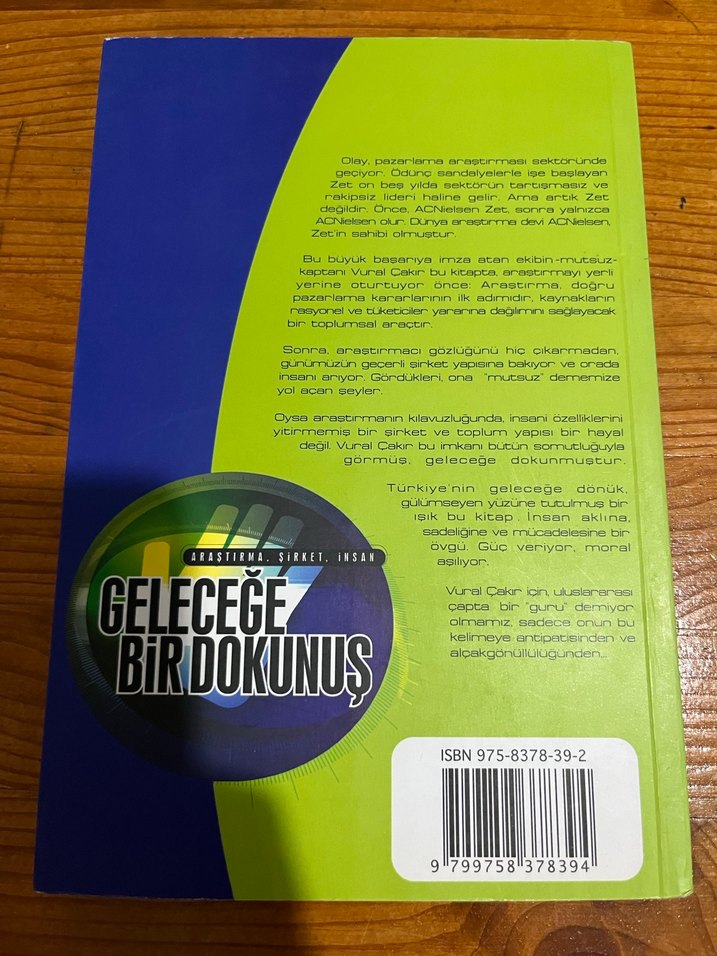 Olay, pazarlama araştırması sektöründe
geçiyor. Ödünç sandalyelerle işe başlayan
Zet on beş yılda sektörün tartışmasız ve
rakipsiz lideri haline gelir. Ama artık Zet
değildir. Önce, ACNielsen Zet, sonra yalnızca
ACNielsen olur. Dünya araştırma devi ACNielsen,
Zet'in sahibi olmuştur.
Bu büyük başarıya imza atan ekibin -mutsuz-
kaptanı Vural Çakır bu kitapta, araştırmayı yerli
yerine oturtuyor önce: Araştırma, doğru
pazarlama kararlarının ilk adımıdır, kaynakların
rasyonel ve tüketiciler yararına dağılımını sağlayacak
bir toplumsal araçtır.
Sonra, araştırmacı gözlüğünü hiç çıkarmadan,
günümüzün geçerli şirket yapısına bakıyor ve orada
insanı arıyor. Gördükleri, ona "mutsuz" dememize
yol açan şeyler.
Oysa araştırmanın kılavuzluğunda, insani özelliklerini
yitirmemiş bir şirket ve toplum yapısı bir hayal
değil. Vural Çakır bu imkanı bütün somutluğuyla
görmüş, geleceğe dokunmuştur.
Türkiye'nin geleceğe dönük,
gülümseyen yüzüne tutulmuş bir
ışık bu kitap. İnsan aklına,
sadeliğine ve mücadelesine bir
övgü. Güç veriyor, moral
aşılıyor.
Vural Çakır için, uluslararası
çapta bir "guru" demiyor
olmamız, sadece onun bu
kelimeye antipatisinden ve
alçakgönüllülüğünden...
ARAŞTIRMA, ŞİRKET, İNSAN
GELECEĞE
BİR DOKUNUŞ
ISBN 975-8378-39-2
9 799758 378394